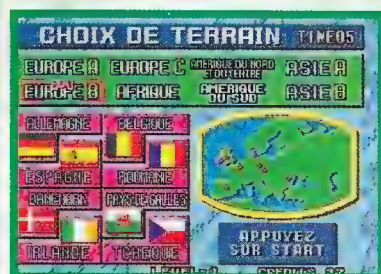 CHOIX DE TERRAIN TIME05
EUROPE A EUROPE C AMERIQUE DU NORD ET DU CENTRE ASIE A
EUROPE B AFRIQUE AMERIQUE DU SUD ASIE B
ALLEMAGNE BELGIQUE
ESPAGNE ROUMANIE
DANEMARK PAYS DE GALLES
IRLANDE TCHEQUE
APPUYEZ
SUR START